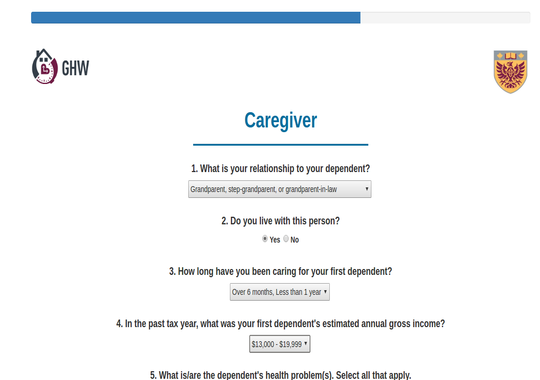 GHW
Caregiver
1. What is your relationship to your dependent?
Grandparent, step-grandparent, or grandparent-in-law
2. Do you live with this person?
Yes No
3. How long have you been caring for your first dependent?
Over 6 months, Less than 1 year
4. In the past tax year, what was your first dependent's estimated annual gross income?
$13,000 - $19,999
5. What is/are the dependent's health problem(s). Select all that apply.